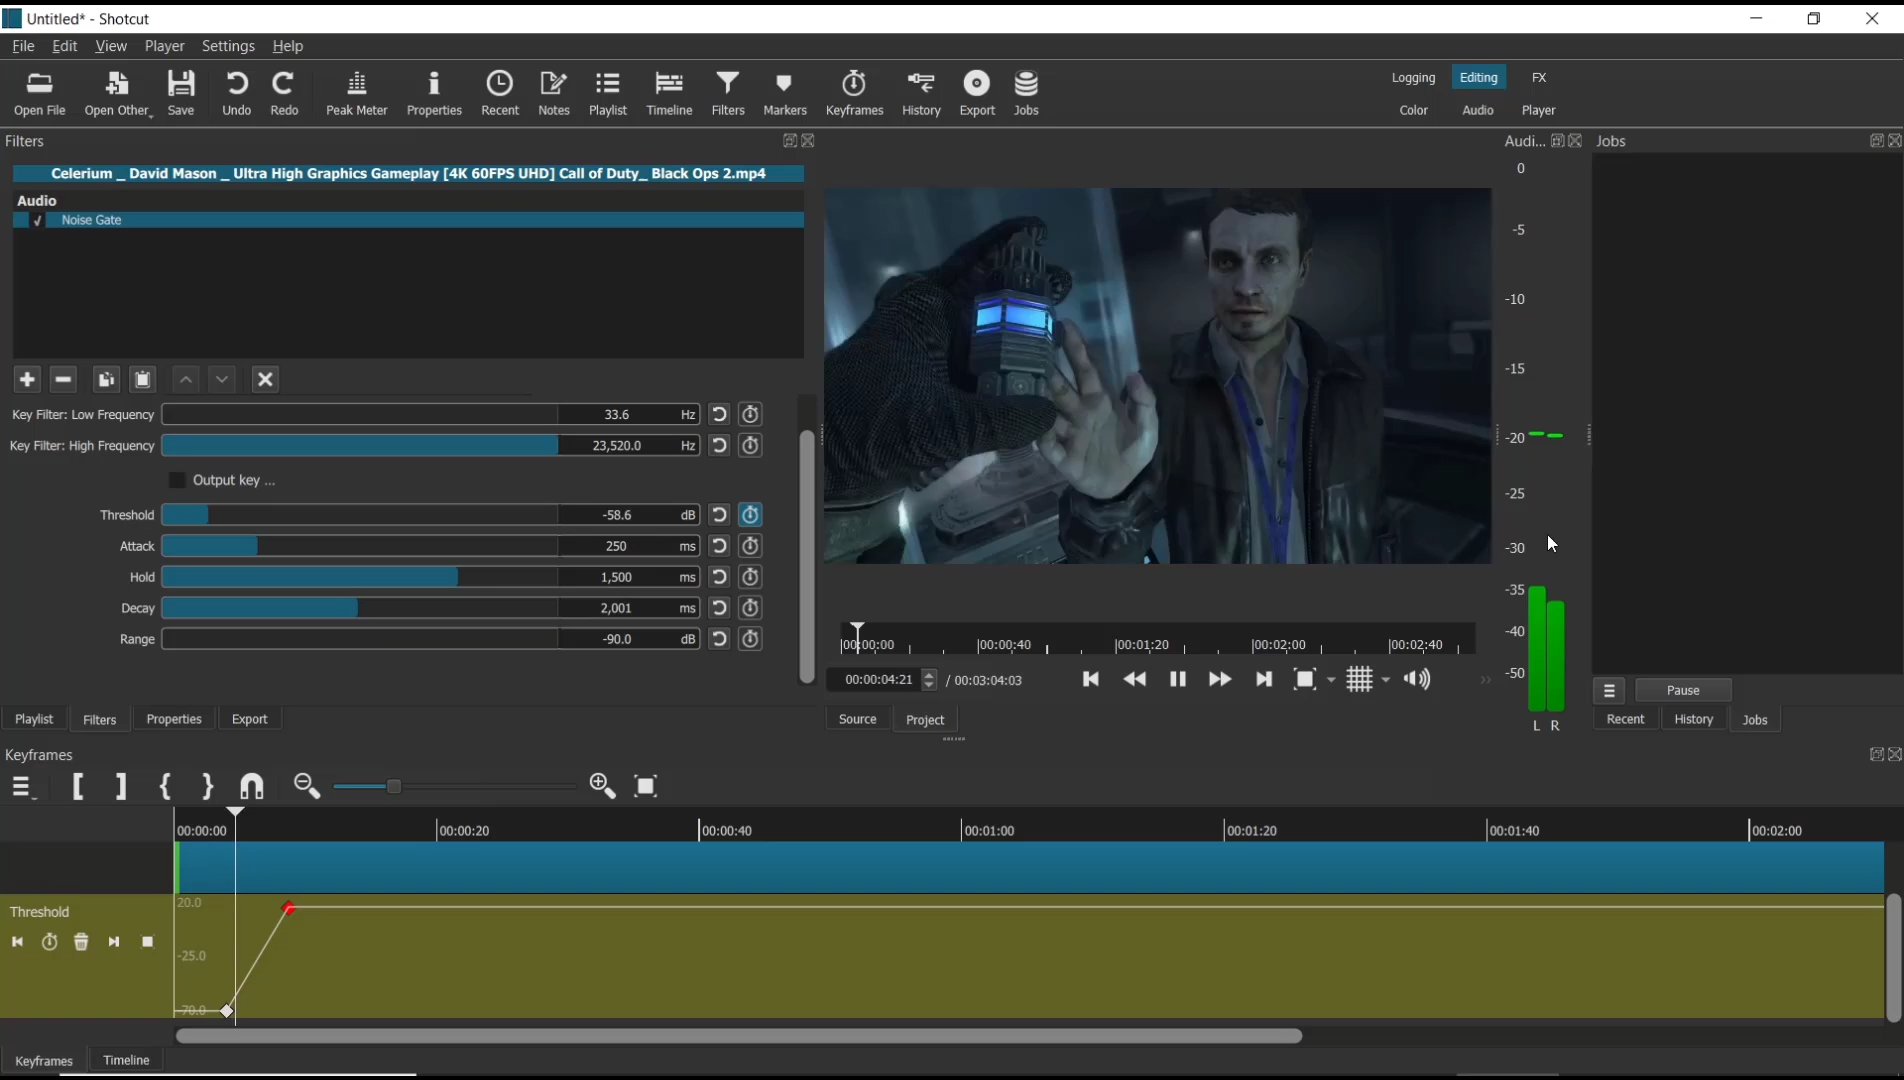 Untitled* - Shotcut
File Edit View Player Settings Help
Open File Open Other Save Undo Redo Peak Meter Properties Recent Notes Playlist Timeline Filters Markers Keyframes History Export Jobs
Logging Editing FX
Color Audio Player
Filters
Audi...
Jobs
Celerium _ David Mason _ Ultra High Graphics Gameplay [4K 60FPS UHD] Call of Duty_ Black Ops 2.mp4
Audio
Noise Gate
Key Filter: Low Frequency 33.6 Hz
Key Filter: High Frequency 23,520.0 Hz
Output key ...
Threshold -58.6 dB
Attack 250 ms
Hold 1,500 ms
Decay 2,001 ms
Range -90.0 dB
Playlist Filters Properties Export
00:00:00 00:00:40 00:01:20 00:02:00 00:02:40
00:00:04:21 / 00:03:04:03
Source Project
0
-5
-10
-15
-20
-25
-30
-35
-40
-50
L R
Pause
Recent History Jobs
Keyframes
00:00:00 00:00:20 00:00:40 00:01:00 00:01:20 00:01:40 00:02:00
Threshold
20.0
-25.0
-70.0
Keyframes Timeline